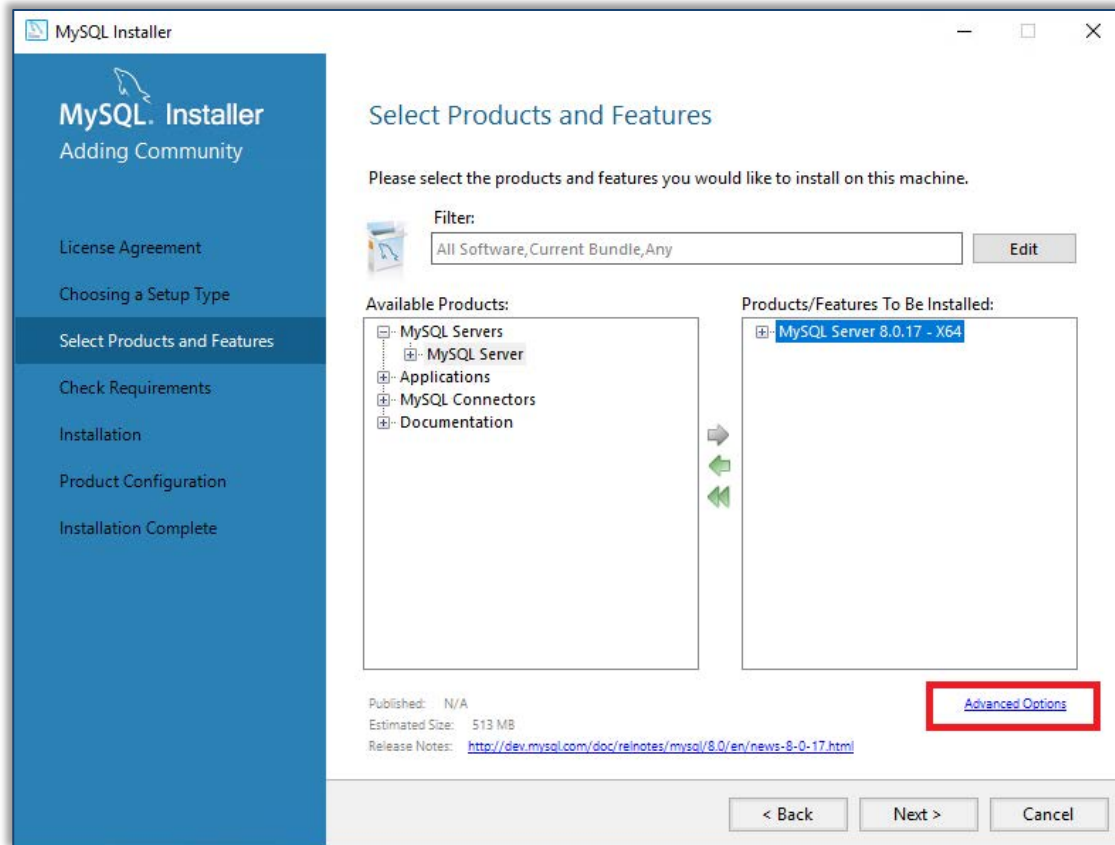 MySQL Installer
MySQL. Installer
Adding Community
License Agreement
Choosing a Setup Type
Select Products and Features
Check Requirements
Installation
Product Configuration
Installation Complete
Select Products and Features
Please select the products and features you would like to install on this machine.
Filter:
All Software,Current Bundle,Any
Edit
Available Products:
MySQL Servers
MySQL Server
Applications
MySQL Connectors
Documentation
Products/Features To Be Installed:
MySQL Server 8.0.17 - X64
Published: N/A
Advanced Options
Estimated Size: 513 MB
Release Notes: http://dev.mysql.com/doc/relnotes/mysql/8.0/en/news-8-0-17.html
< Back
Next >
Cancel